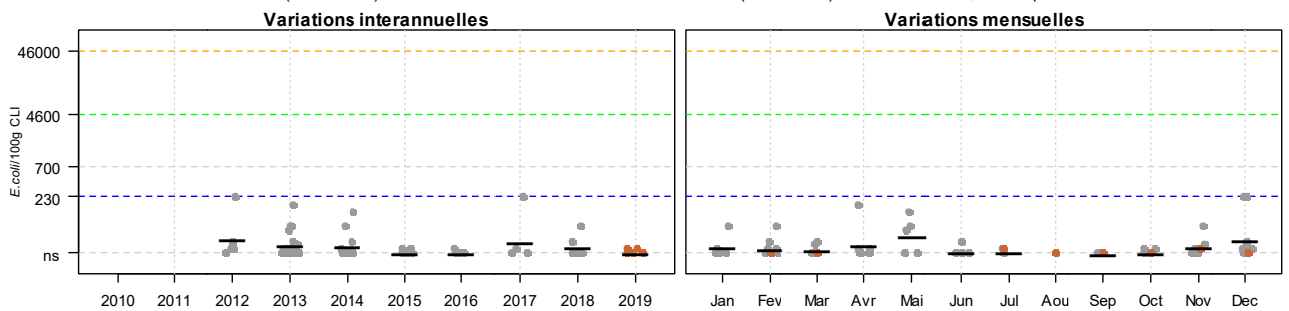 Variations interannuelles
Variations mensuelles
E.coli/100g CLI
46000
4600
700
230
ns
2010 2011 2012 2013 2014 2015 2016 2017 2018 2019
Jan Fev Mar Avr Mai Jun Jul Aou Sep Oct Nov Dec